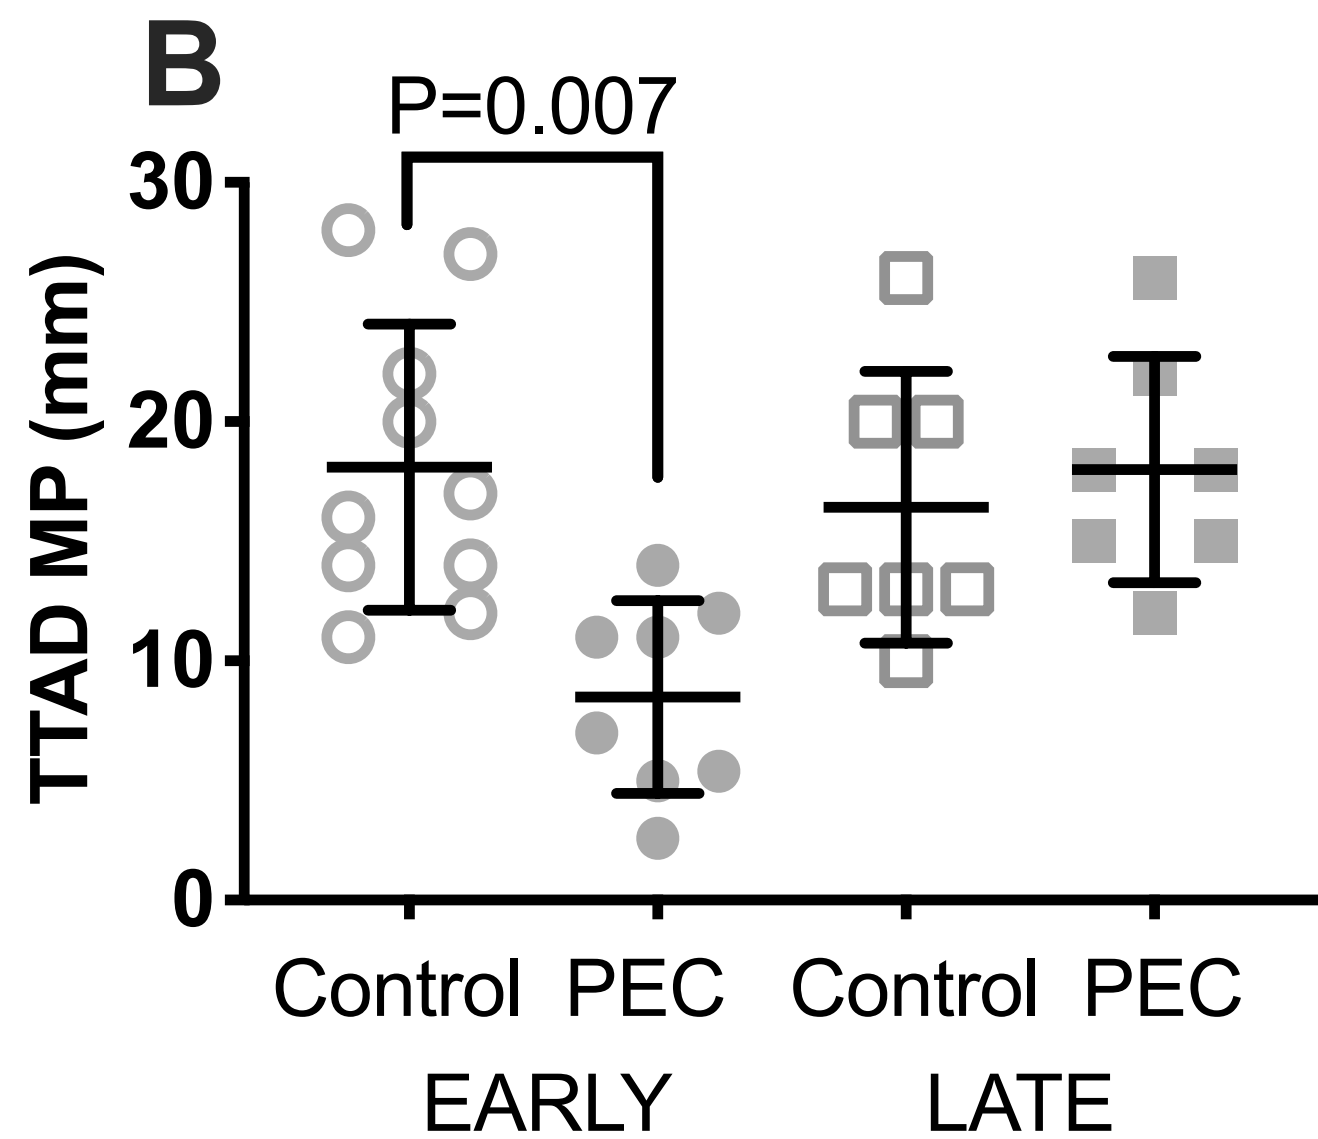 B
P=0.007
30
20
10
0
TTAD MP (mm)
Control PEC Control PEC
EARLY LATE